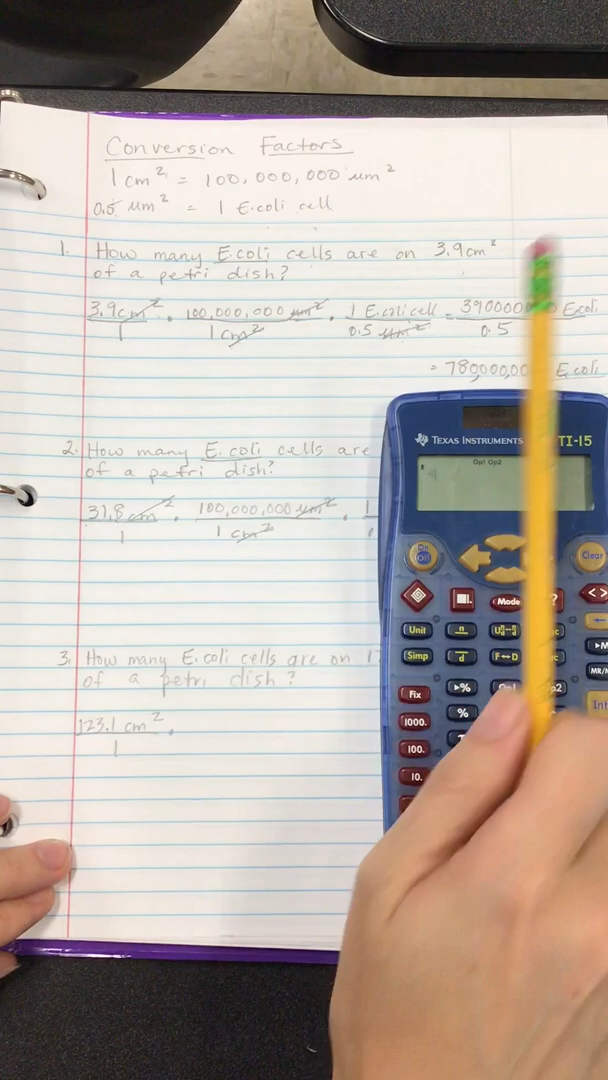 Conversion Factors
1 cm² = 100,000,000 um²
0.5 um² = 1 E.coli cell
1. How many E.coli cells are on 3.9cm²
of a petri dish?
3.9cm²/1 • 100,000,000 um²/1cm² • 1 E.coli cell/0.5 um² = E.coli
0.5
= E.coli
2. How many E.coli cells are
of a petri dish?
31.8 cm²/1 • 100,000,000 um²/1 cm² •
3. How many E.coli cells are on 1
of a petri dish?
123.1 cm²/1 •
TEXAS INSTRUMENTS TI-15
Op1 Op2
On
Off
Clear
Mode
Unit n
Simp d F↔D
Fix ▸%
1000. %
100.
10.